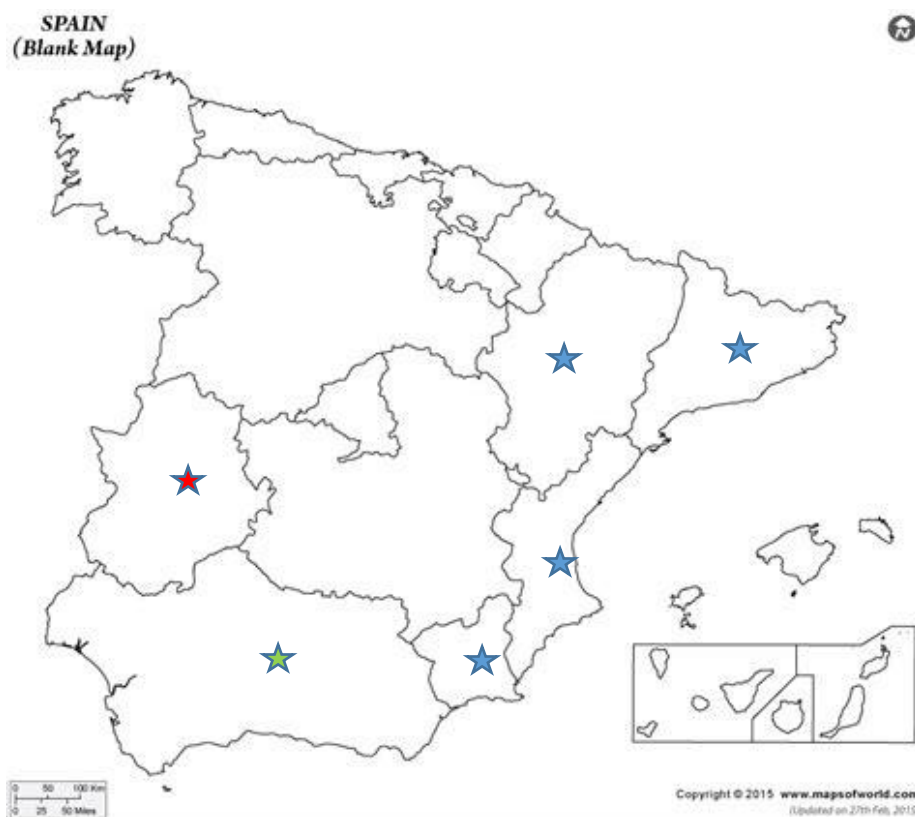 SPAIN
(Blank Map)
N
0 50 100 Km
0 25 50 Miles
Copyright © 2015 www.mapsofworld.com
(Updated on 27th Feb, 2015